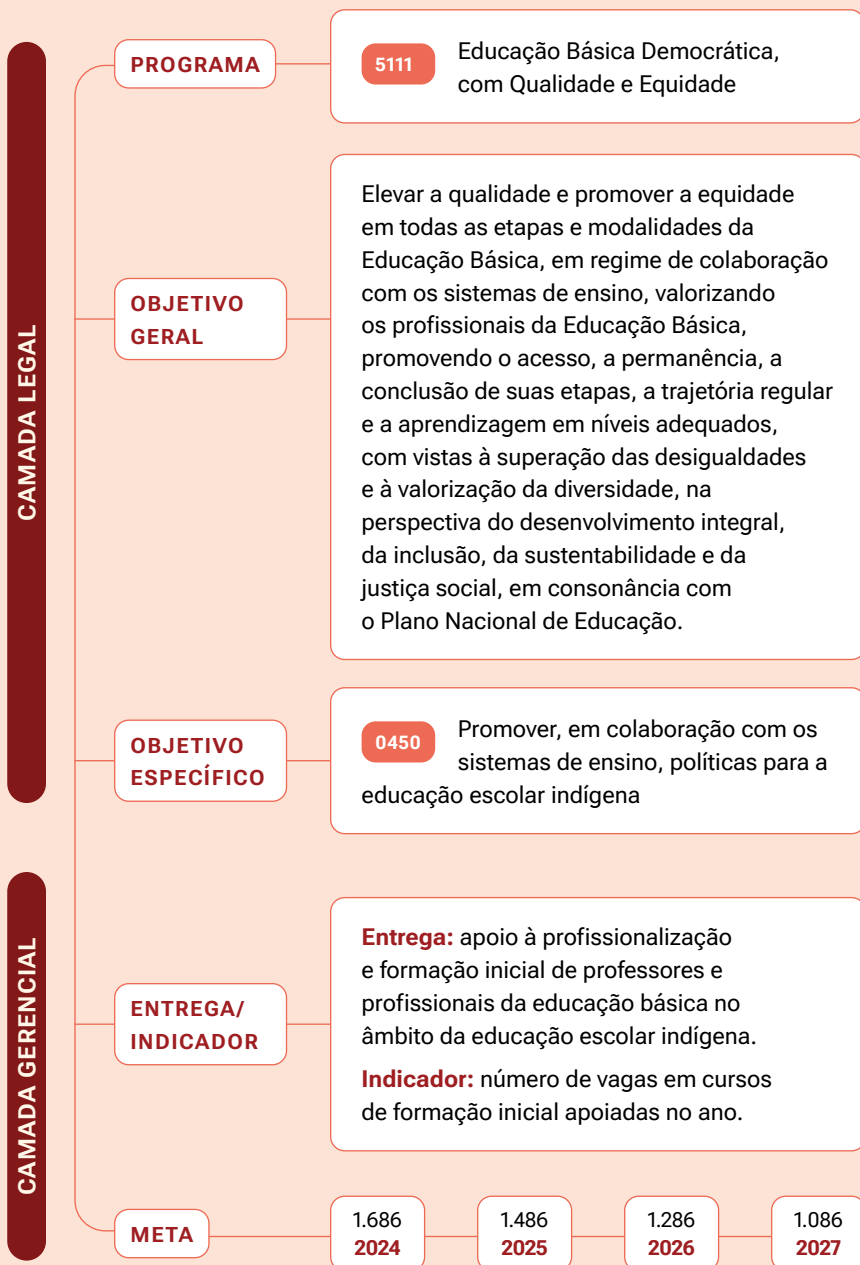 CAMADA LEGAL
PROGRAMA
5111
Educação Básica Democrática,
com Qualidade e Equidade
OBJETIVO
GERAL
Elevar a qualidade e promover a equidade
em todas as etapas e modalidades da
Educação Básica, em regime de colaboração
com os sistemas de ensino, valorizando
os profissionais da Educação Básica,
promovendo o acesso, a permanência, a
conclusão de suas etapas, a trajetória regular
e a aprendizagem em níveis adequados,
com vistas à superação das desigualdades
e à valorização da diversidade, na
perspectiva do desenvolvimento integral,
da inclusão, da sustentabilidade e da
justiça social, em consonância com
o Plano Nacional de Educação.
OBJETIVO
ESPECÍFICO
0450
Promover, em colaboração com os
sistemas de ensino, políticas para a
educação escolar indígena
CAMADA GERENCIAL
ENTREGA/
INDICADOR
Entrega: apoio à profissionalização
e formação inicial de professores e
profissionais da educação básica no
âmbito da educação escolar indígena.
Indicador: número de vagas em cursos
de formação inicial apoiadas no ano.
META
1.686
2024
1.486
2025
1.286
2026
1.086
2027